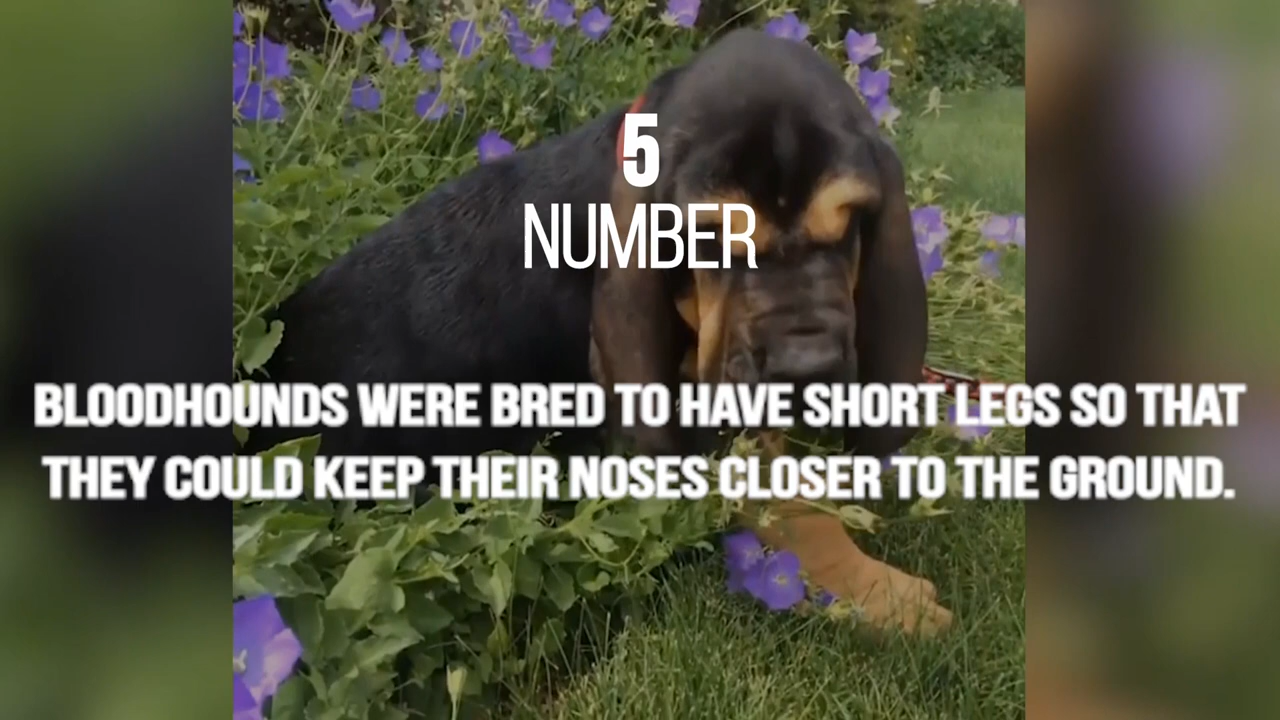 5
NUMBER
BLOODHOUNDS WERE BRED TO HAVE SHORT LEGS SO THAT
THEY COULD KEEP THEIR NOSES CLOSER TO THE GROUND.